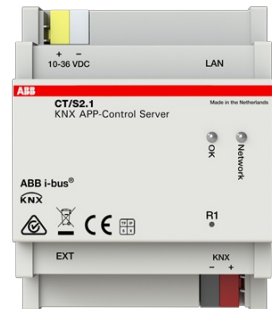 + -
10-36 VDC
LAN
ABB
CT/S2.1
KNX APP-Control Server
Made in the Netherlands
OK
Network
ABB i-bus®
KNX
CE
R1
EXT
KNX
- +